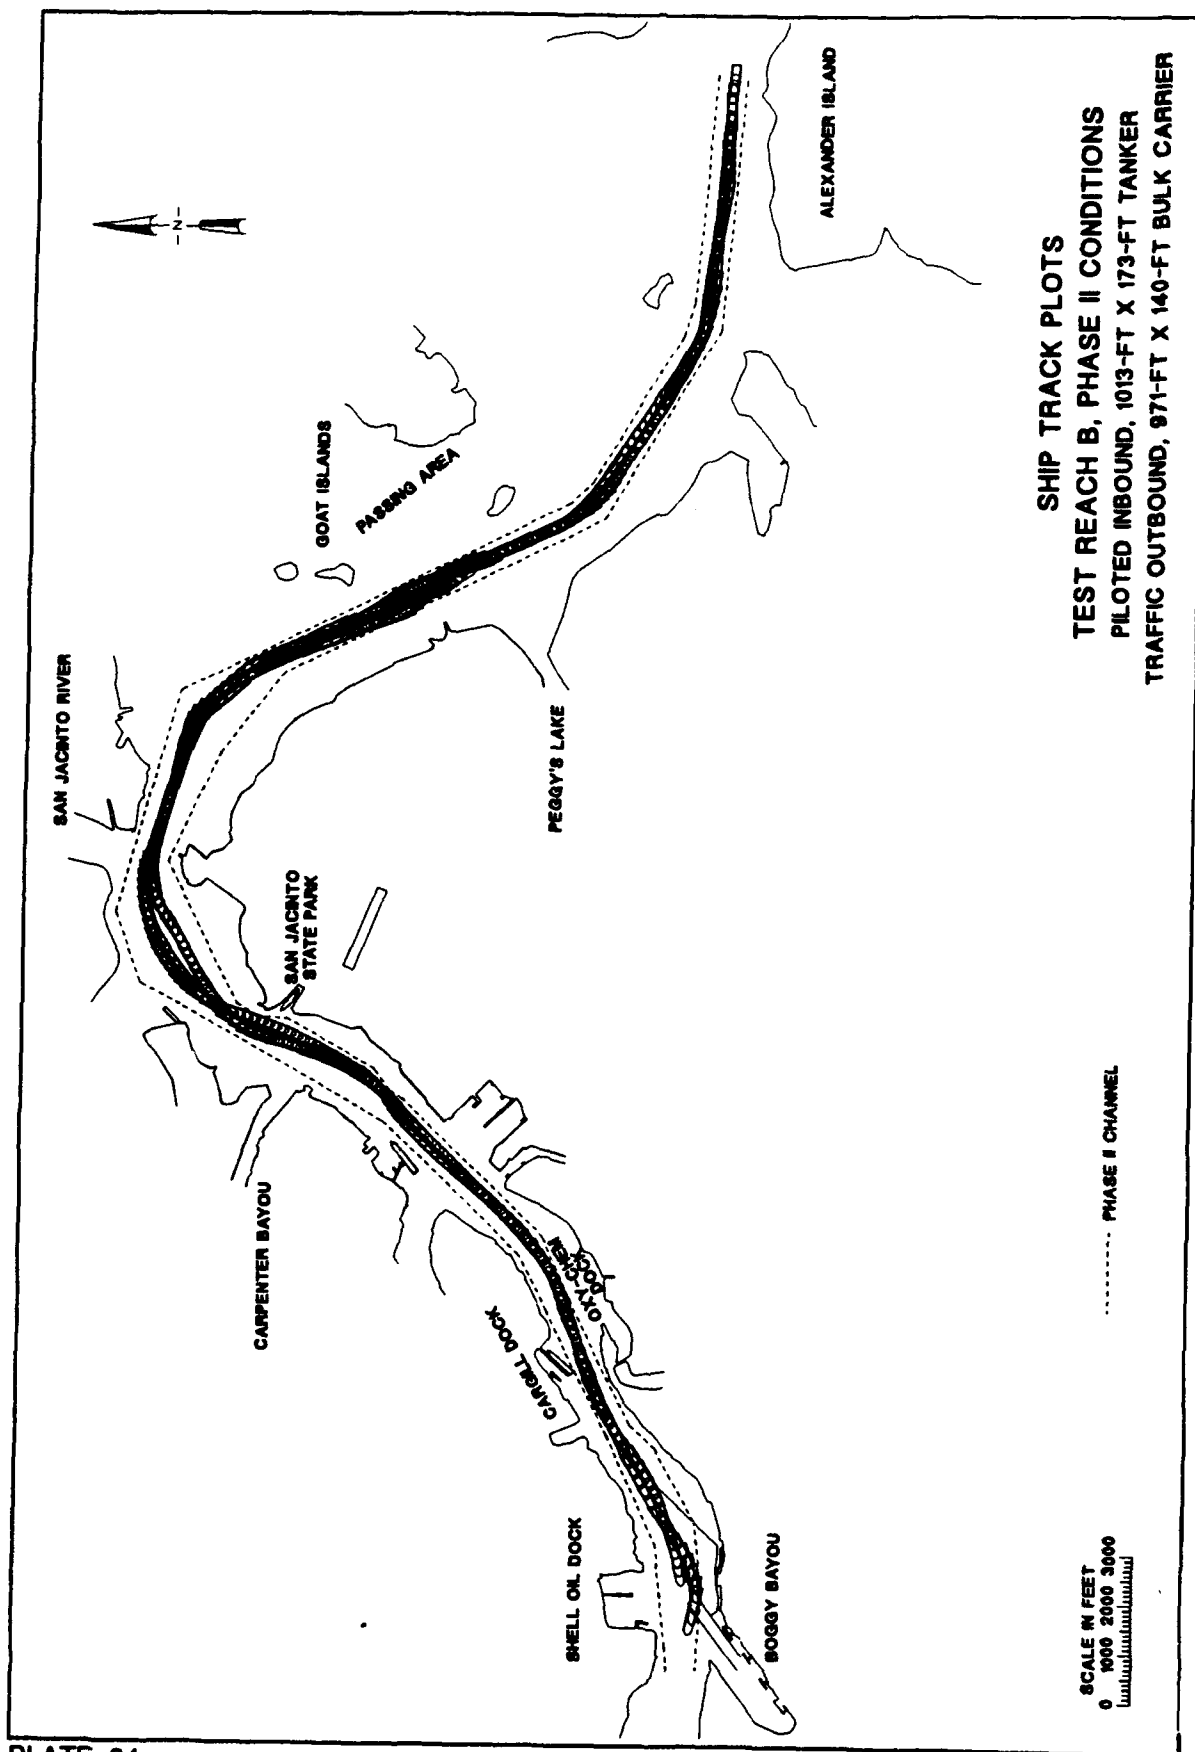 SAN JACINTO RIVER
GOAT ISLANDS
PASSING AREA
ALEXANDER ISLAND
N
SAN JACINTO
STATE PARK
PEGGY'S LAKE
CARPENTER BAYOU
CARGILL DOCK
OXY-CHEM
DOCK
SHELL OIL DOCK
BOGGY BAYOU
SCALE IN FEET
0 1000 2000 3000
PHASE II CHANNEL
SHIP TRACK PLOTS
TEST REACH B, PHASE II CONDITIONS
PILOTED INBOUND, 1013-FT X 173-FT TANKER
TRAFFIC OUTBOUND, 971-FT X 140-FT BULK CARRIER